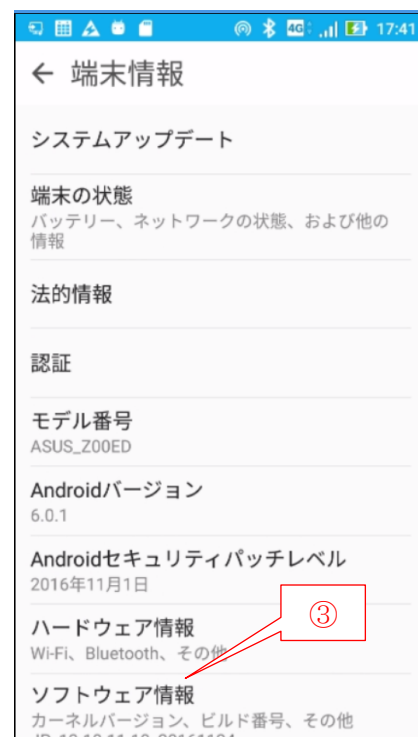 4G 17:41
← 端末情報
システムアップデート
端末の状態
バッテリー、ネットワークの状態、および他の
情報
法的情報
認証
モデル番号
ASUS_Z00ED
Androidバージョン
6.0.1
Androidセキュリティパッチレベル
2016年11月1日
③
ハードウェア情報
Wi-Fi、Bluetooth、その他
ソフトウェア情報
カーネルバージョン、ビルド番号、その他